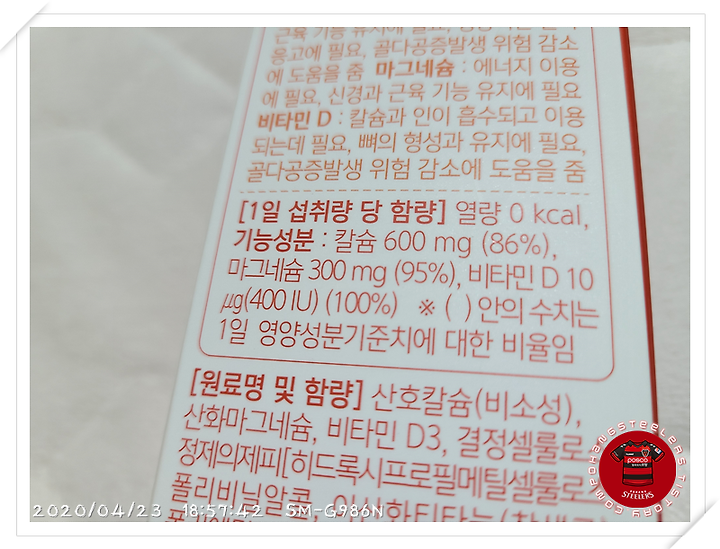 근육 기능 유지에 필요,
응고에 필요, 골다공증발생 위험 감소
에 도움을 줌 마그네슘 : 에너지 이용
에 필요, 신경과 근육 기능 유지에 필요
비타민 D : 칼슘과 인이 흡수되고 이용
되는데 필요, 뼈의 형성과 유지에 필요,
골다공증발생 위험 감소에 도움을 줌
[1일 섭취량 당 함량] 열량 0 kcal,
기능성분 : 칼슘 600 mg (86%),
마그네슘 300 mg (95%), 비타민 D 10
μg(400 IU) (100%) ※ ( ) 안의 수치는
1일 영양성분기준치에 대한 비율임
[원료명 및 함량] 산호칼슘(비소성),
산화마그네슘, 비타민 D3, 결정셀룰로
정제의제피[히드록시프로필메틸셀룰로
폴리비닐알콜,
2020/04/23 18:57:42 SM-G986N
POHANGSTEELERS.TISTORY.COM
posco
STEELERS